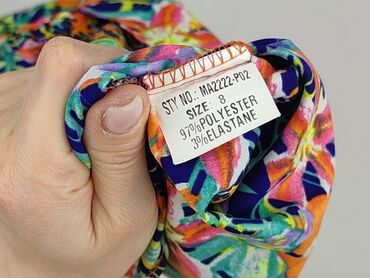 STY NO.: MA2222-P02
SIZE: 8
97%POLYESTER
3%ELASTANE